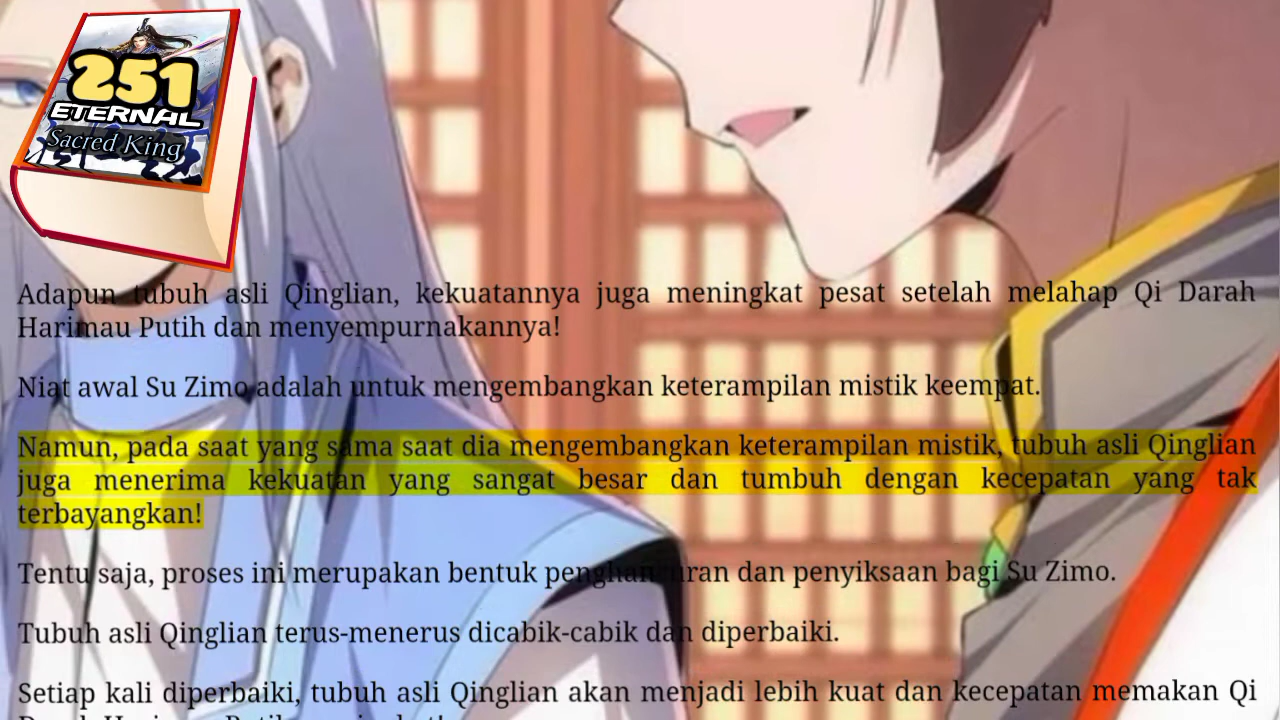 251
ETERNAL
Sacred King
Adapun tubuh asli Qinglian, kekuatannya juga meningkat pesat setelah melahap Qi Darah
Harimau Putih dan menyempurnakannya!
Niat awal Su Zimo adalah untuk mengembangkan keterampilan mistik keempat.
Namun, pada saat yang sama saat dia mengembangkan keterampilan mistik, tubuh asli Qinglian
juga menerima kekuatan yang sangat besar dan tumbuh dengan kecepatan yang tak
terbayangkan!
Tentu saja, proses ini merupakan bentuk penghancuran dan penyiksaan bagi Su Zimo.
Tubuh asli Qinglian terus-menerus dicabik-cabik dan diperbaiki.
Setiap kali diperbaiki, tubuh asli Qinglian akan menjadi lebih kuat dan kecepatan memakan Qi
Darah Harimau Putih